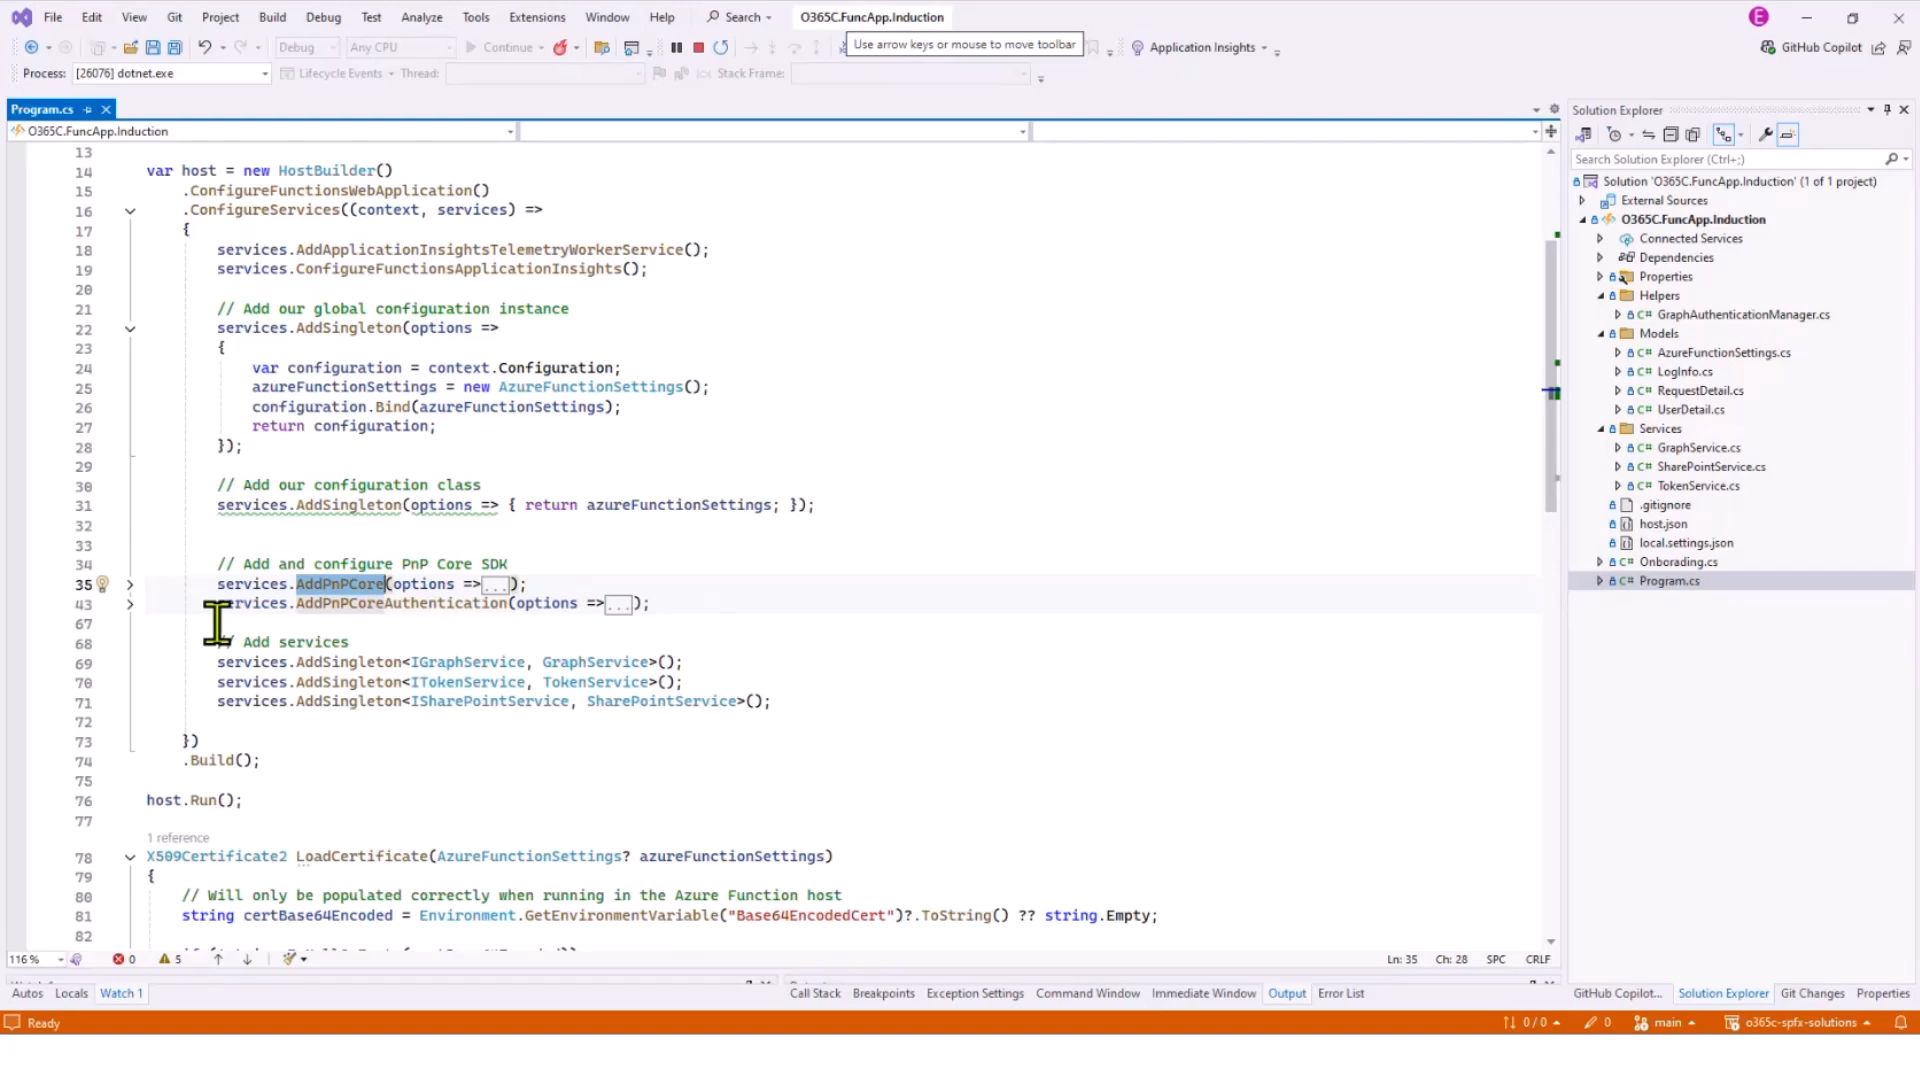 File Edit View Git Project Build Debug Test Analyze Tools Extensions Window Help Search O365C.FuncApp.Induction E
Debug Any CPU Continue Use arrow keys or mouse to move toolbar Application Insights GitHub Copilot
Process: [26076] dotnet.exe Lifecycle Events Thread: Stack Frame:
Program.cs
O365C.FuncApp.Induction
13
14 var host = new HostBuilder()
15 .ConfigureFunctionsWebApplication()
16 .ConfigureServices((context, services) =>
17 {
18 services.AddApplicationInsightsTelemetryWorkerService();
19 services.ConfigureFunctionsApplicationInsights();
20
21 // Add our global configuration instance
22 services.AddSingleton(options =>
23 {
24 var configuration = context.Configuration;
25 azureFunctionSettings = new AzureFunctionSettings();
26 configuration.Bind(azureFunctionSettings);
27 return configuration;
28 });
29
30 // Add our configuration class
31 services.AddSingleton(options => { return azureFunctionSettings; });
32
33
34 // Add and configure PnP Core SDK
35 services.AddPnPCore(options =>...);
43 services.AddPnPCoreAuthentication(options =>...);
67
68 // Add services
69 services.AddSingleton<IGraphService, GraphService>();
70 services.AddSingleton<ITokenService, TokenService>();
71 services.AddSingleton<ISharePointService, SharePointService>();
72
73 })
74 .Build();
75
76 host.Run();
77
1 reference
78 X509Certificate2 LoadCertificate(AzureFunctionSettings? azureFunctionSettings)
79 {
80 // Will only be populated correctly when running in the Azure Function host
81 string certBase64Encoded = Environment.GetEnvironmentVariable("Base64EncodedCert")?.ToString() ?? string.Empty;
82
116 % 0 5 Ln: 35 Ch: 28 SPC CRLF
Autos Locals Watch 1 Call Stack Breakpoints Exception Settings Command Window Immediate Window Output Error List
Solution Explorer
Search Solution Explorer (Ctrl+;)
Solution 'O365C.FuncApp.Induction' (1 of 1 project)
External Sources
O365C.FuncApp.Induction
Connected Services
Dependencies
Properties
Helpers
C# GraphAuthenticationManager.cs
Models
C# AzureFunctionSettings.cs
C# LogInfo.cs
C# RequestDetail.cs
C# UserDetail.cs
Services
C# GraphService.cs
C# SharePointService.cs
C# TokenService.cs
.gitignore
host.json
local.settings.json
C# Onborading.cs
C# Program.cs
GitHub Copilot... Solution Explorer Git Changes Properties
Ready 0 / 0 0 main o365c-spfx-solutions